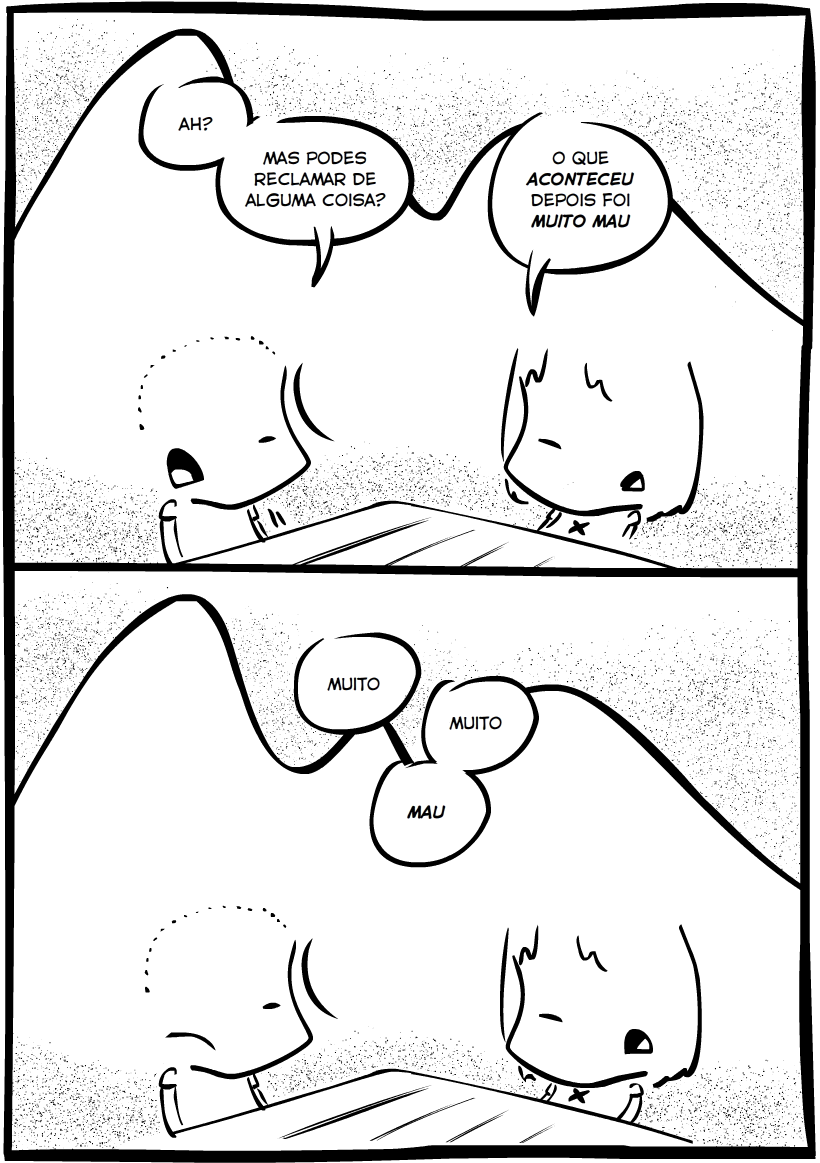 AH?
MAS PODES
RECLAMAR DE
ALGUMA COISA?
O QUE
ACONTECEU
DEPOIS FOI
MUITO MAU
MUITO
MUITO
MAU